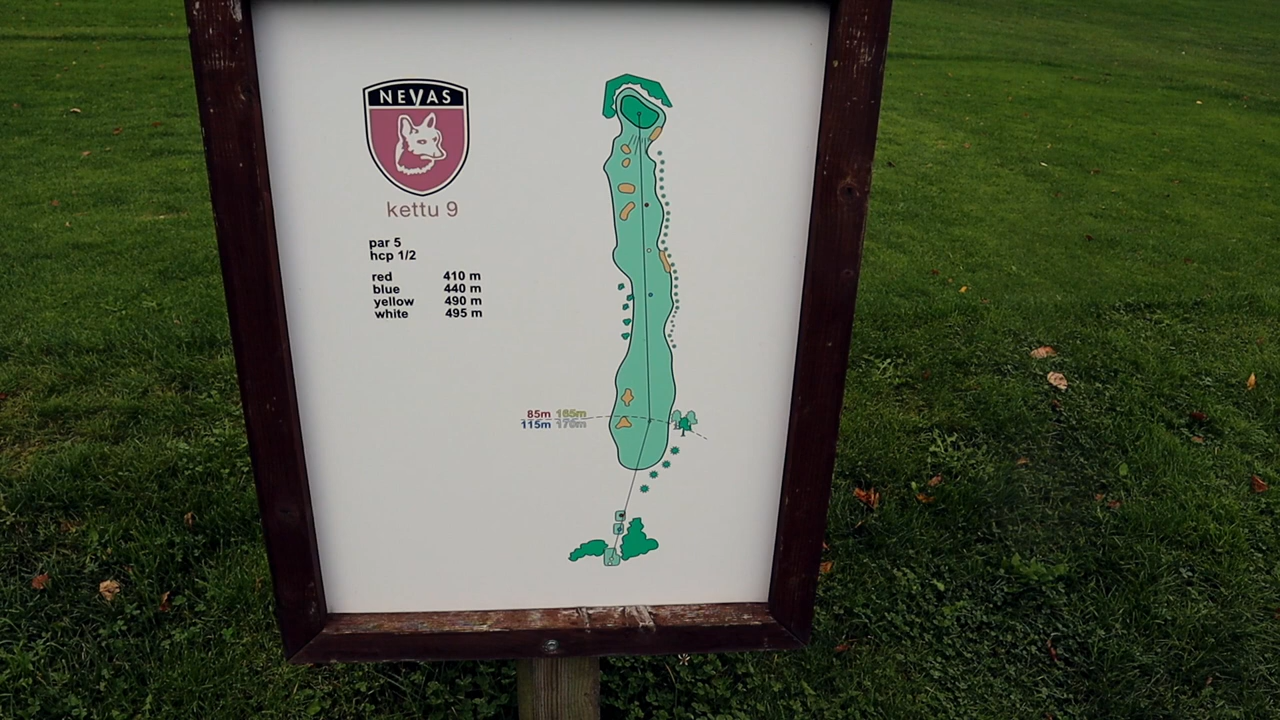 NEVAS
kettu 9
par 5
hcp 1/2
red 410 m
blue 440 m
yellow 490 m
white 495 m
85m 165m
115m 170m